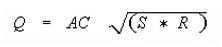 Q = AC √(S * R )